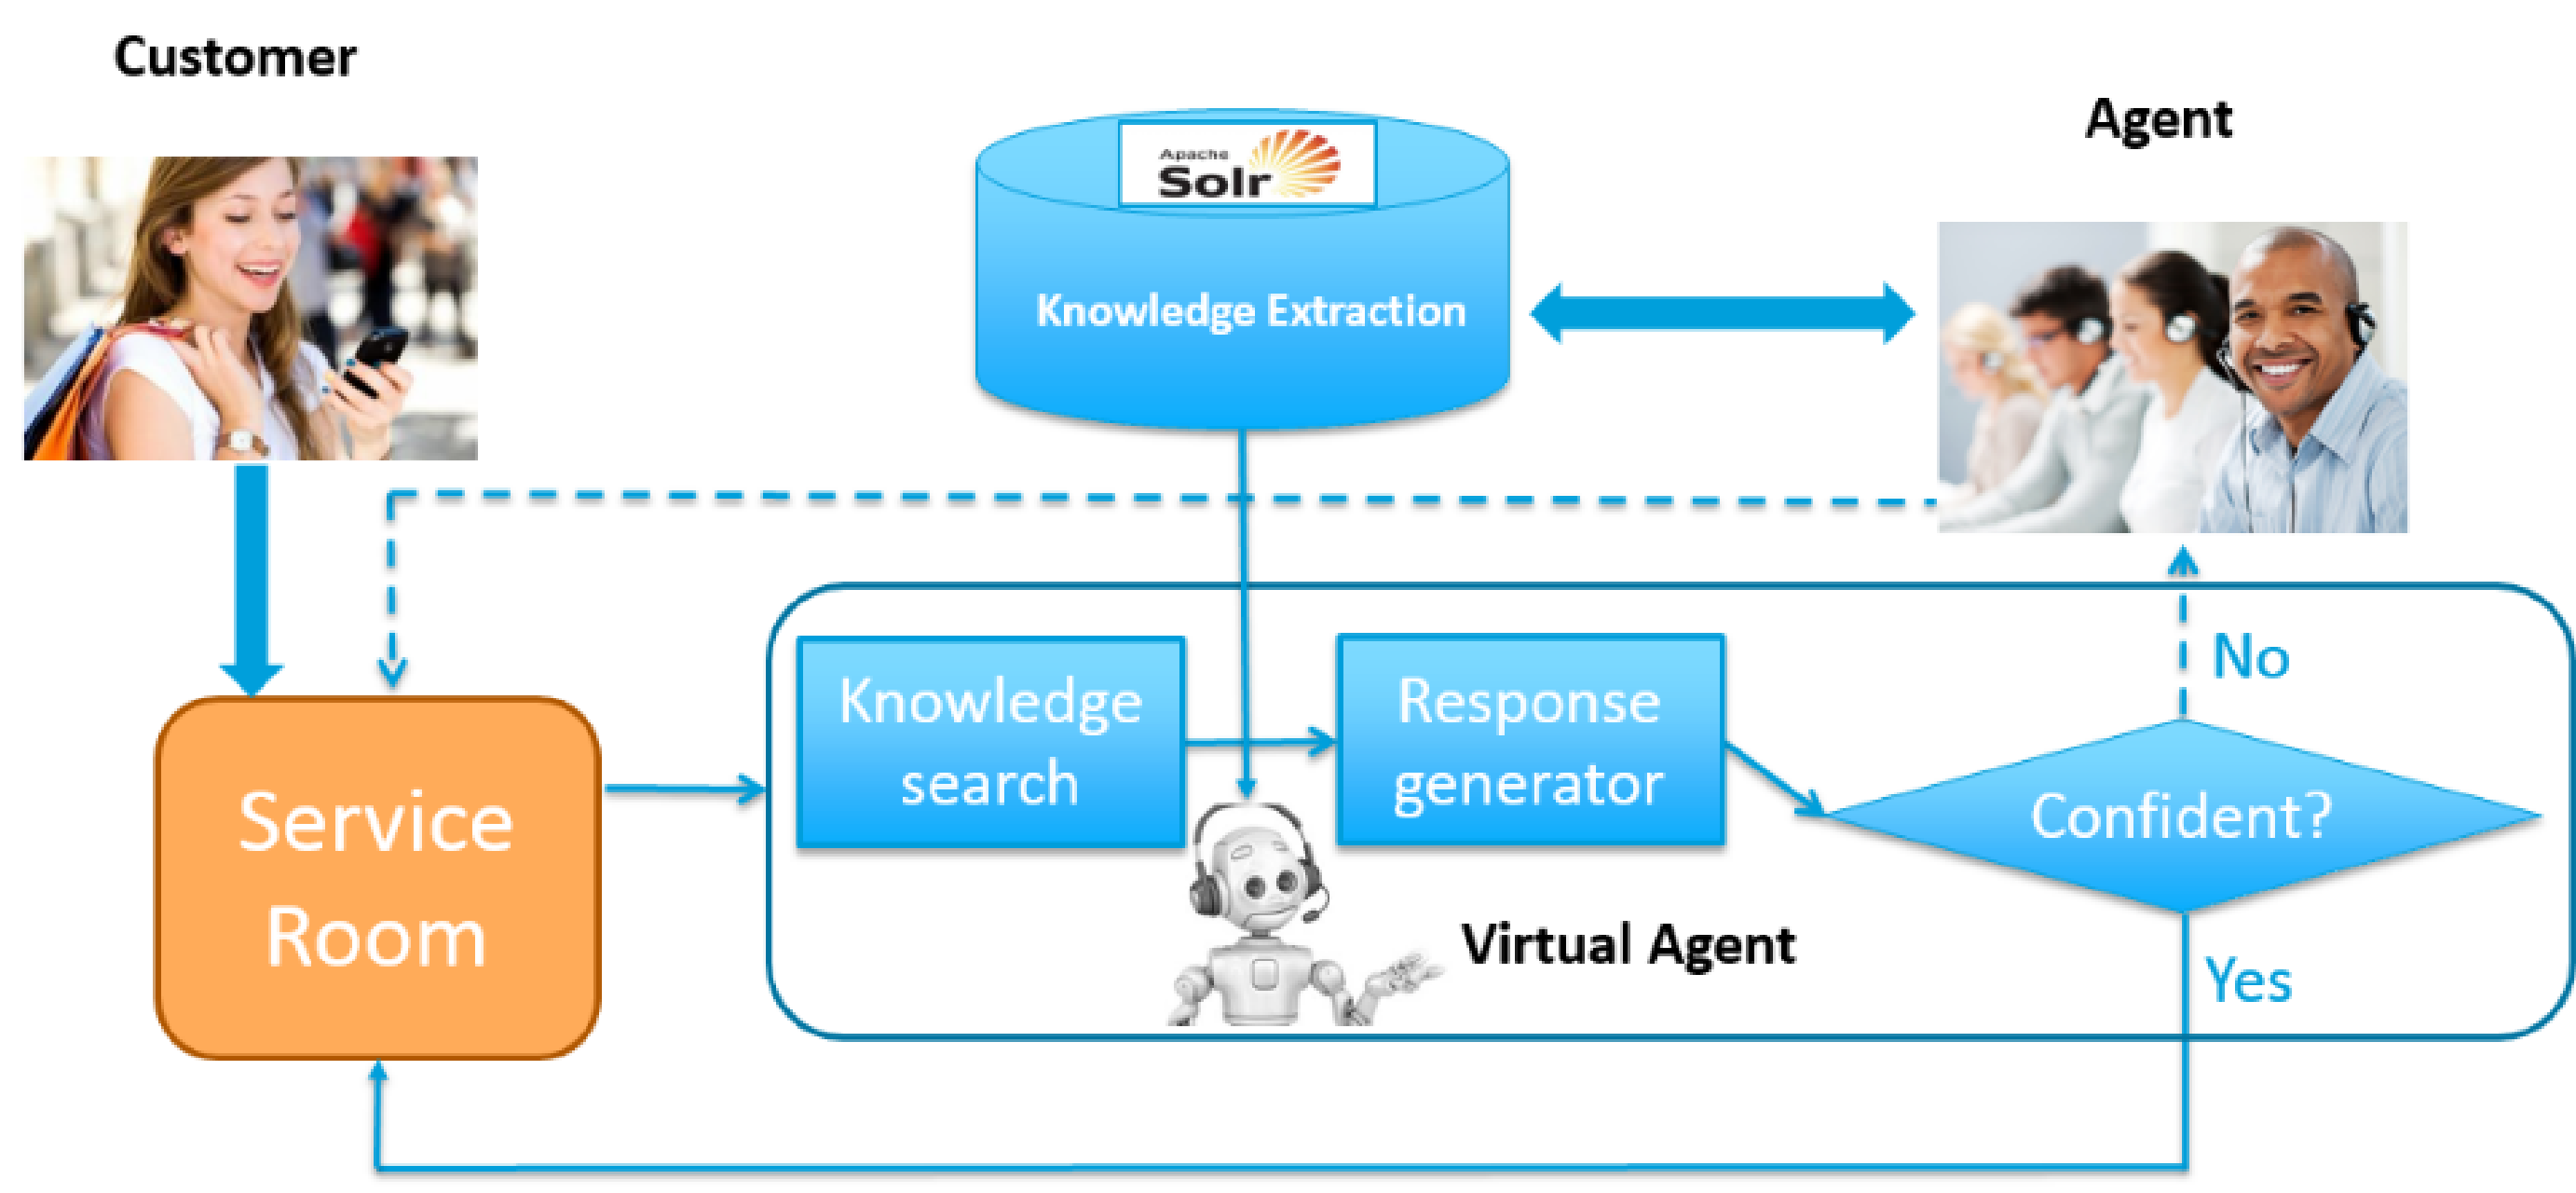 Customer
Agent
Apache
Solr
Knowledge Extraction
No
Knowledge
search
Response
generator
Confident?
Service
Room
Virtual Agent
Yes